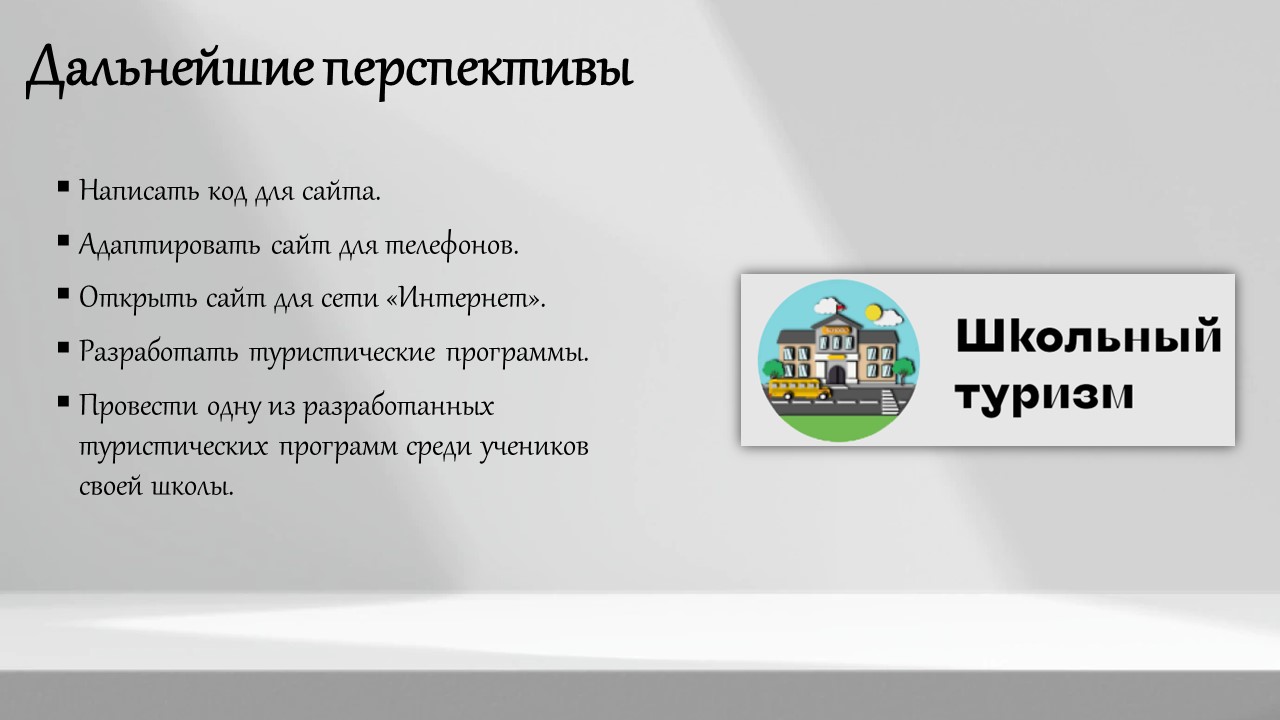 Дальнейшие перспективы
▪ Написать код для сайта.
▪ Адаптировать сайт для телефонов.
▪ Открыть сайт для сети «Интернет».
▪ Разработать туристические программы.
▪ Провести одну из разработанных
туристических программ среди учеников
своей школы.
SCHOOL
Школьный
туризм